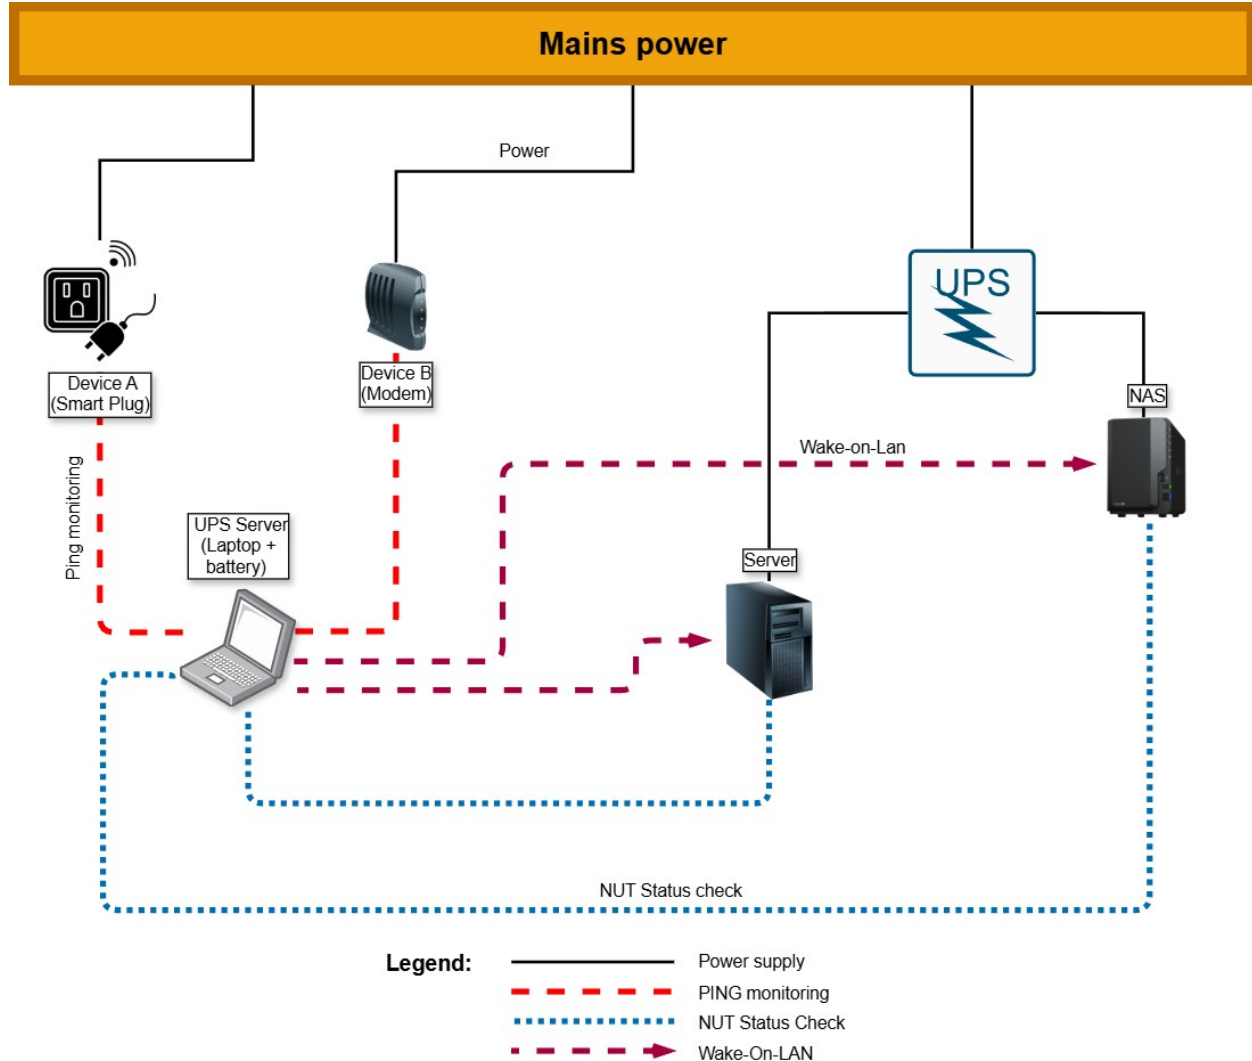 Mains power
Power
UPS
Device A
(Smart Plug)
Device B
(Modem)
NAS
Wake-on-Lan
Ping monitoring
UPS Server
(Laptop +
battery)
Server
NUT Status check
Legend:
Power supply
PING monitoring
NUT Status Check
Wake-On-LAN